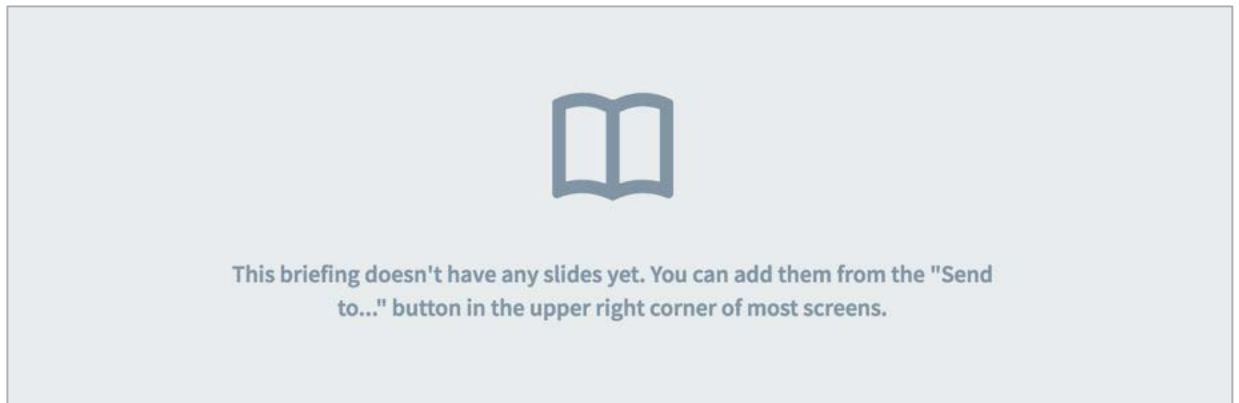 This briefing doesn't have any slides yet. You can add them from the "Send
to..." button in the upper right corner of most screens.